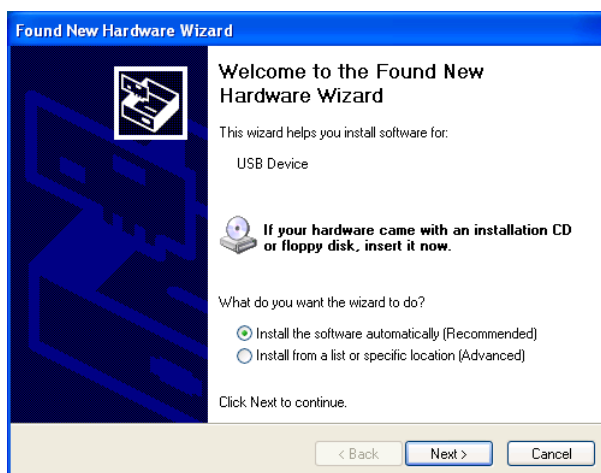 Found New Hardware Wizard
Welcome to the Found New
Hardware Wizard
This wizard helps you install software for:
USB Device
If your hardware came with an installation CD
or floppy disk, insert it now.
What do you want the wizard to do?
Install the software automatically (Recommended)
Install from a list or specific location (Advanced)
Click Next to continue.
< Back Next > Cancel